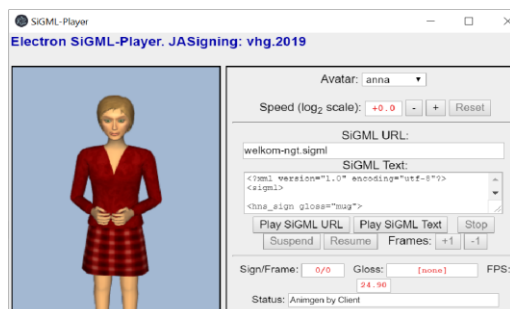 SiGML-Player
Electron SiGML-Player. JASigning: vhg.2019
Avatar: anna
Speed (log2 scale): +0.0 - + Reset
SiGML URL:
welkom-ngt.sigml
SiGML Text:
<?xml version="1.0" encoding="utf-8"?>
<sigml>
<hns_sign gloss="mug">
Play SiGML URL Play SiGML Text Stop
Suspend Resume Frames: +1 -1
Sign/Frame: 0/0 Gloss: [none] FPS:
24.90
Status: Animgen by Client